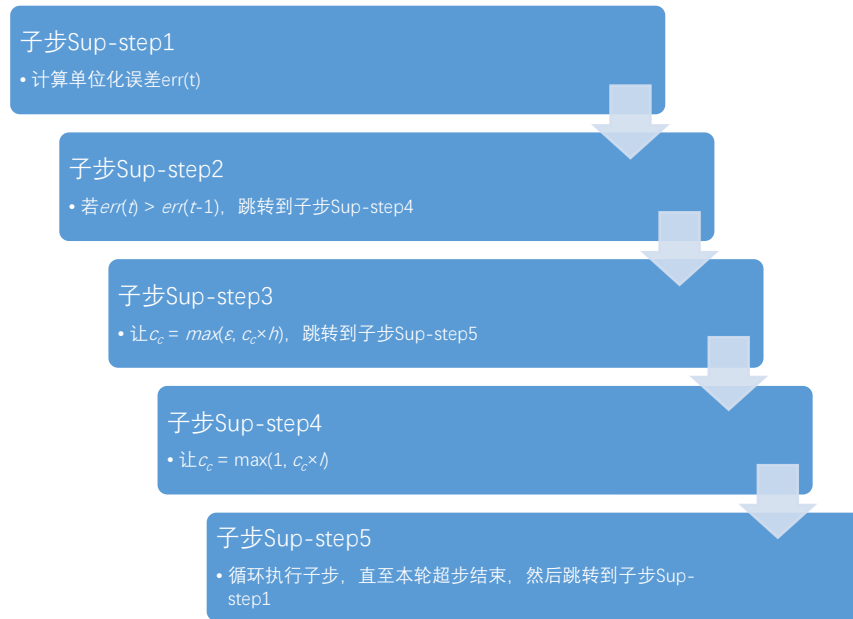 子步Sup-step1
• 计算单位化误差err(t)
子步Sup-step2
• 若err(t) > err(t-1)，跳转到子步Sup-step4
子步Sup-step3
• 让c_c = max(ε, c_c×h)，跳转到子步Sup-step5
子步Sup-step4
• 让c_c = max(1, c_c×l)
子步Sup-step5
• 循环执行子步，直至本轮超步结束，然后跳转到子步Sup-
step1